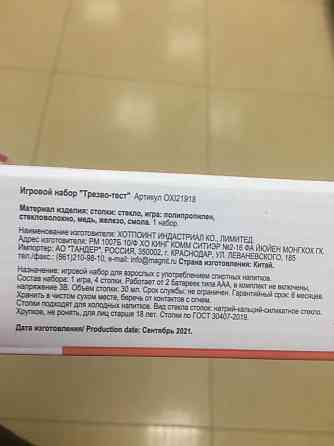 Игровой набор "Трезво-тест" Артикул OXI21918
Материал изделия: стопки: стекло, игра: полипропилен,
стекловолокно, медь, железо, смола. 1 набор.
Наименование изготовителя: ХОТПОИНТ ИНДАСТРИАЛ КО., ЛИМИТЕД.
Адрес изготовителя: РМ 1007Б 10/Ф ХО КИНГ КОММ СИТИЭР №2-16 ФА ЙЮЙЕН МОНГКОХ ГК.
Импортер: АО "ТАНДЕР", РОССИЯ, 350002, г. КРАСНОДАР, УЛ. ЛЕВАНЕВСКОГО, 185
тел./факс.: (861)210-98-10, e-mail: info@magnit.ru Страна изготовления: Китай.
Назначение: игровой набор для взрослых с употреблением спиртных напитков.
Состав набора: 1 игра, 4 стопки. Работает от 2 батареек типа ААА, в комплект не включены,
напряжение 3В. Объем стопки: 30 мл. Срок службы: не ограничен. Гарантийный срок: 6 месяцев.
Хранить в чистом сухом месте, беречь от контактов с огнем.
Стопки подходят для холодных напитков. Вид стекла стопок: натрий-кальций-силикатное стекло.
Хрупкое, не ронять, для лиц старше 18 лет. Стопки по ГОСТ 30407-2019.
Дата изготовления/ Production date: Сентябрь 2021.